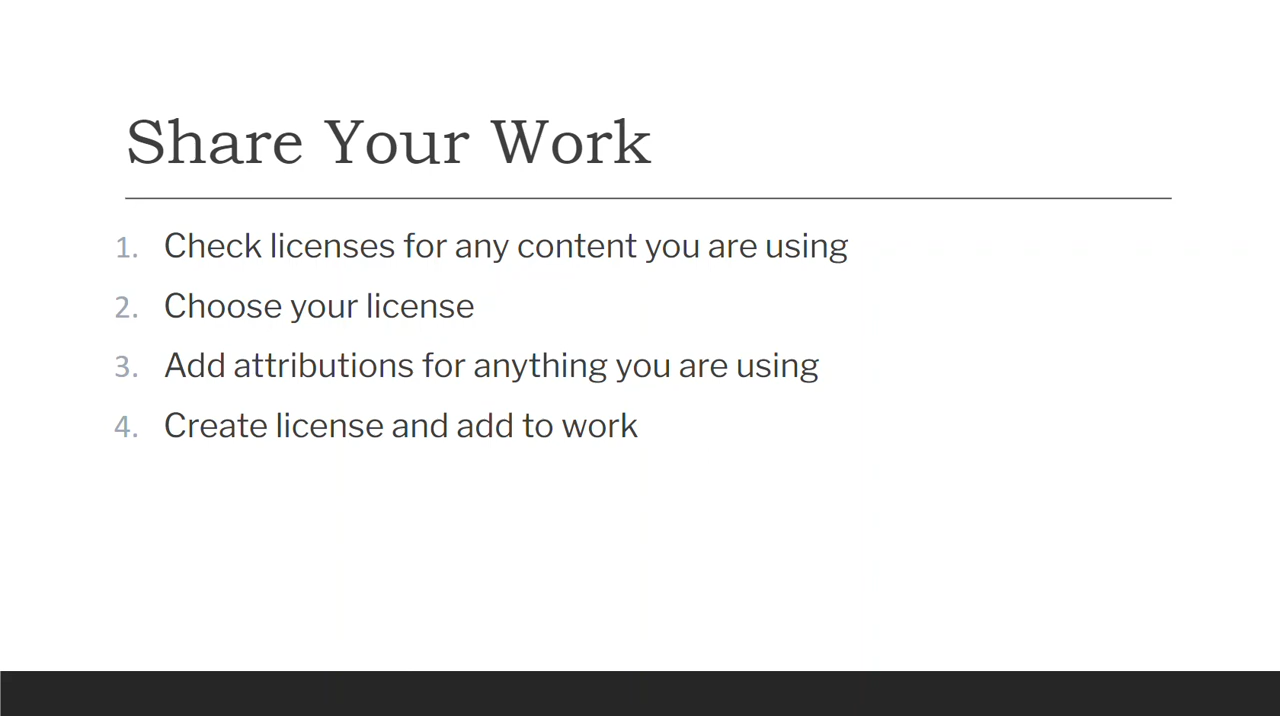 Share Your Work
1. Check licenses for any content you are using
2. Choose your license
3. Add attributions for anything you are using
4. Create license and add to work